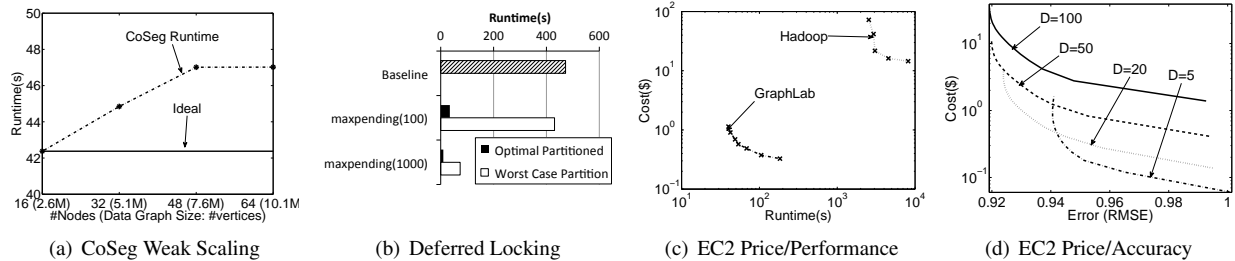 50
48
46
44
42
40
Runtime(s)
CoSeg Runtime
Ideal
16 (2.6M) 32 (5.1M) 48 (7.6M) 64 (10.1M)
#Nodes (Data Graph Size: #vertices)
(a) CoSeg Weak Scaling
Runtime(s)
0 200 400 600
Baseline
maxpending(100)
maxpending(1000)
Optimal Partitioned
Worst Case Partition
(b) Deferred Locking
10^2
10^1
10^0
10^-1
Cost($)
Hadoop
GraphLab
10^1 10^2 10^3 10^4
Runtime(s)
(c) EC2 Price/Performance
10^1
10^0
10^-1
Cost($)
D=100
D=50
D=20
D=5
0.92 0.94 0.96 0.98 1
Error (RMSE)
(d) EC2 Price/Accuracy